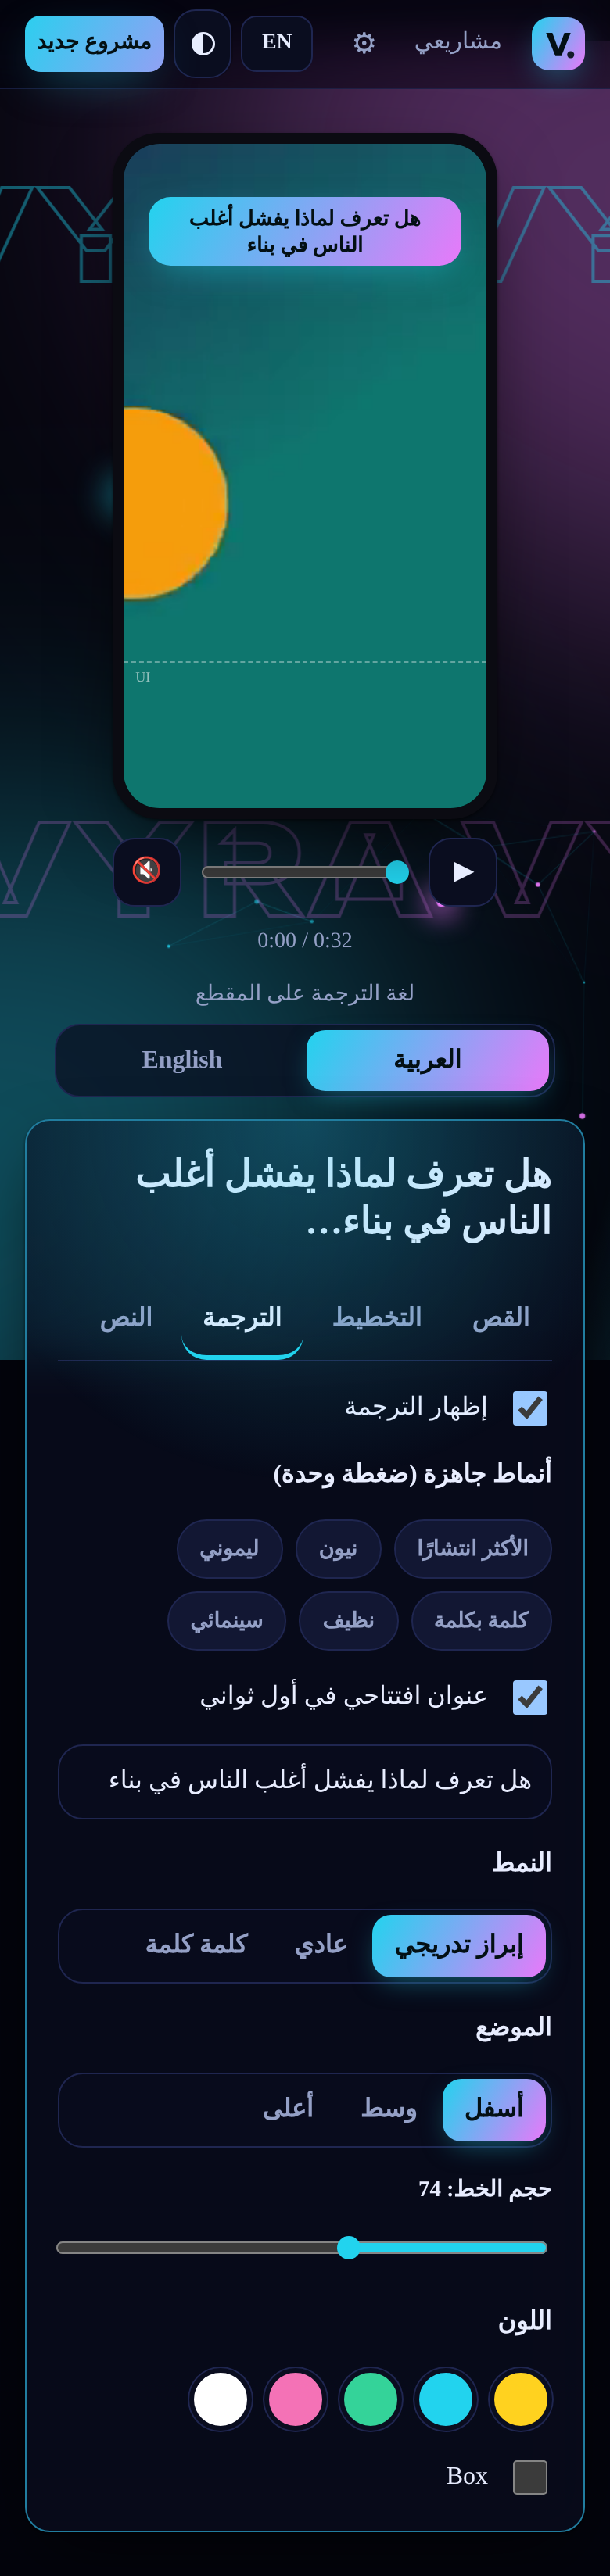 V.
مشاريعي
⚙
EN
مشروع جديد
هل تعرف لماذا يفشل أغلب
الناس في بناء
UI
VYRA
0:00 / 0:32
لغة الترجمة على المقطع
العربية
English
هل تعرف لماذا يفشل أغلب
الناس في بناء…
القص
التخطيط
الترجمة
النص
إظهار الترجمة
أنماط جاهزة (ضغطة وحدة)
الأكثر انتشارًا
نيون
ليموني
كلمة بكلمة
نظيف
سينمائي
عنوان افتتاحي في أول ثواني
هل تعرف لماذا يفشل أغلب الناس في بناء
النمط
إبراز تدريجي
عادي
كلمة كلمة
الموضع
أسفل
وسط
أعلى
حجم الخط: 74
اللون
Box